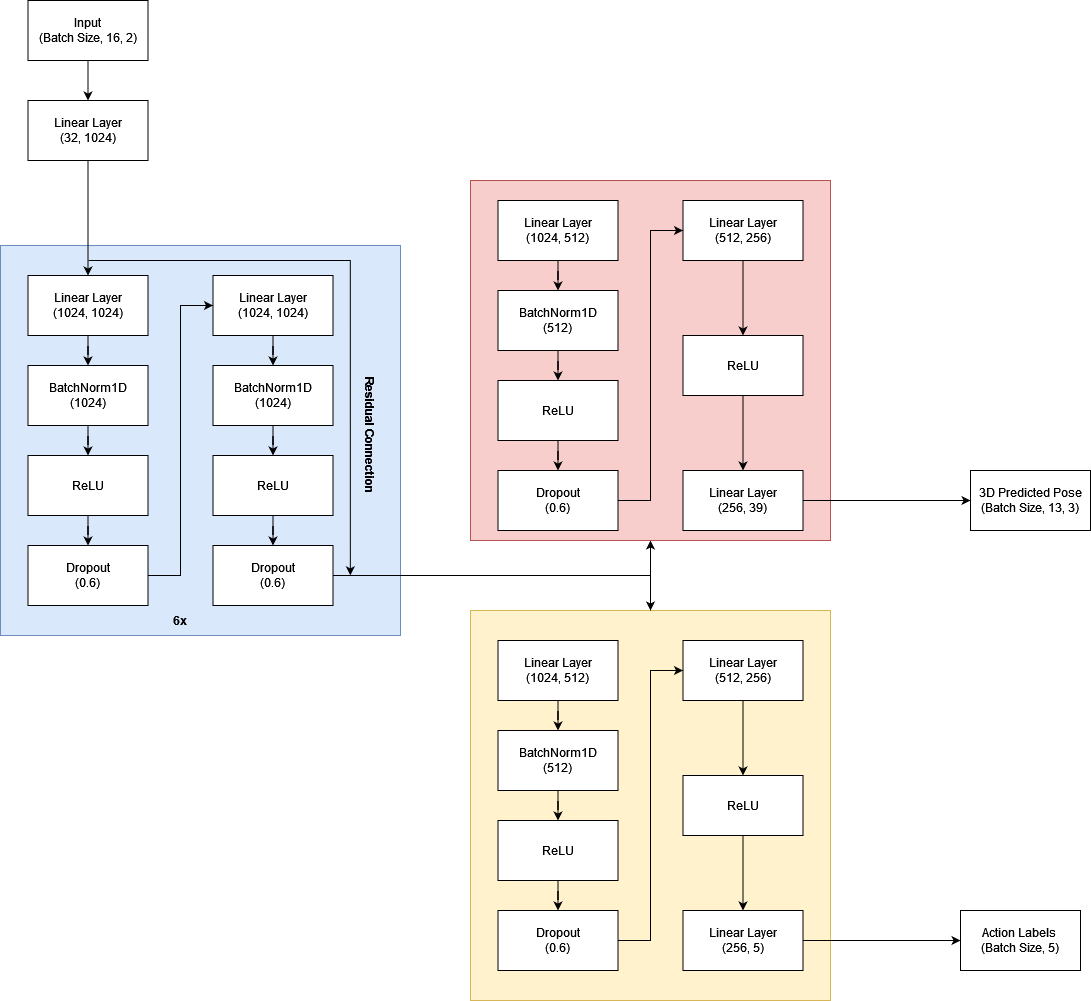 Input
(Batch Size, 16, 2)
Linear Layer
(32, 1024)
Linear Layer
(1024, 1024)
BatchNorm1D
(1024)
ReLU
Dropout
(0.6)
Linear Layer
(1024, 1024)
BatchNorm1D
(1024)
ReLU
Dropout
(0.6)
Residual Connection
6x
Linear Layer
(1024, 512)
BatchNorm1D
(512)
ReLU
Dropout
(0.6)
Linear Layer
(512, 256)
ReLU
Linear Layer
(256, 39)
3D Predicted Pose
(Batch Size, 13, 3)
Linear Layer
(1024, 512)
BatchNorm1D
(512)
ReLU
Dropout
(0.6)
Linear Layer
(512, 256)
ReLU
Linear Layer
(256, 5)
Action Labels
(Batch Size, 5)